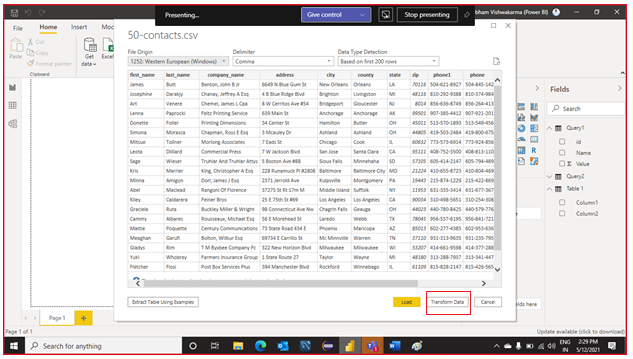 Presenting...
Give control
Stop presenting
bham Vishwakarma (Power BI)
File
Home
Insert
Mod
Paste
Cut
Copy
Format painter
Clipboard
Get data
Exce
50-contacts.csv
File Origin
Delimiter
Data Type Detection
1252: Western European (Windows)
Comma
Based on first 200 rows
first_name last_name company_name address city county state zip phone1 phone
James Butt Benton, John B Jr 6649 N Blue Gum St New Orleans Orleans LA 70116 504-621-8927 504-845-142
Josephine Darakjy Chanay, Jeffrey A Esq 4 B Blue Ridge Blvd Brighton Livingston MI 48116 810-292-9388 810-374-984
Art Venere Chemel, James L Cpa 8 W Cerritos Ave #54 Bridgeport Gloucester NJ 8014 856-636-8749 856-264-413
Lenna Paprocki Feltz Printing Service 639 Main St Anchorage Anchorage AK 99501 907-385-4412 907-921-201
Donette Foller Printing Dimensions 34 Center St Hamilton Butler OH 45011 513-570-1893 513-549-456
Simona Morasca Chapman, Ross E Esq 3 Mcauley Dr Ashland Ashland OH 44805 419-503-2484 419-800-675
Mitsue Tollner Morlong Associates 7 Eads St Chicago Cook IL 60632 773-573-6914 773-924-856
Leota Dilliard Commercial Press 7 W Jackson Blvd San Jose Santa Clara CA 95111 408-752-3500 408-813-110
Sage Wieser Truhlar And Truhlar Attys 5 Boston Ave #88 Sioux Falls Minnehaha SD 57105 605-414-2147 605-794-489
Kris Marrier King, Christopher A Esq 228 Runamuck Pl #2808 Baltimore Baltimore City MD 21224 410-655-8723 410-804-469
Minna Amigon Dorl, James J Esq 2371 Jerrold Ave Kulpsville Montgomery PA 19443 215-874-1229 215-422-869
Abel Maclead Rangoni Of Florence 37275 St Rt 17m M Middle Island Suffolk NY 11953 631-335-3414 631-677-367
Kiley Caldarera Feiner Bros 25 E 75th St #69 Los Angeles Los Angeles CA 90034 310-498-5651 310-254-308
Graciela Ruta Buckley Miller & Wright 98 Connecticut Ave Nw Chagrin Falls Geauga OH 44023 440-780-8425 440-579-776
Cammy Albares Rousseaux, Michael Esq 56 E Morehead St Laredo Webb TX 78045 956-537-6195 956-841-721
Mattie Poquette Century Communications 73 State Road 434 E Phoenix Maricopa AZ 85013 602-277-4385 602-953-636
Meaghan Garufi Bolton, Wilbur Esq 69734 E Carrillo St Mc Minnville Warren TN 37110 931-313-9635 931-235-795
Gladys Rim T M Byxbee Company Pc 322 New Horizon Blvd Milwaukee Milwaukee WI 53207 414-661-9598 414-377-288
Yuki Whobrey Farmers Insurance Group 1 State Route 27 Taylor Wayne MI 48180 313-288-7937 313-341-447
Fletcher Flosi Post Box Services Plus 394 Manchester Blvd Rockford Winnebago IL 61109 815-828-2147 815-426-565
Extract Table Using Examples
Load
Transform Data
Cancel
Fields
Search
Query1
id
Name
Value
Query2
Table 1
Column1
Column2
elds here
Page 1
Page 1 of 1
Update available (click to download)
Search for anything
ENG
IN
2:29 PM
5/12/2021